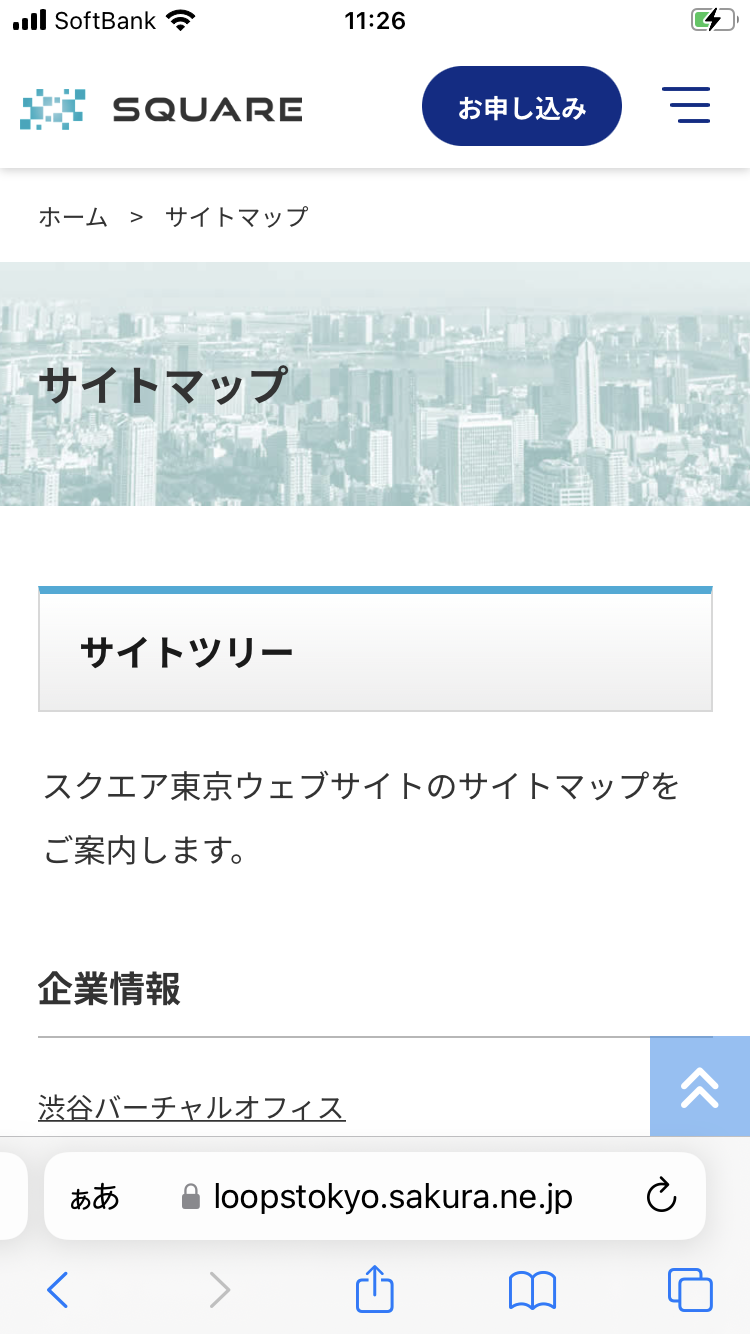 SoftBank 11:26
SQUARE お申し込み
ホーム > サイトマップ
サイトマップ
サイトツリー
スクエア東京ウェブサイトのサイトマップを
ご案内します。
企業情報
渋谷バーチャルオフィス
ぁあ loopstokyo.sakura.ne.jp